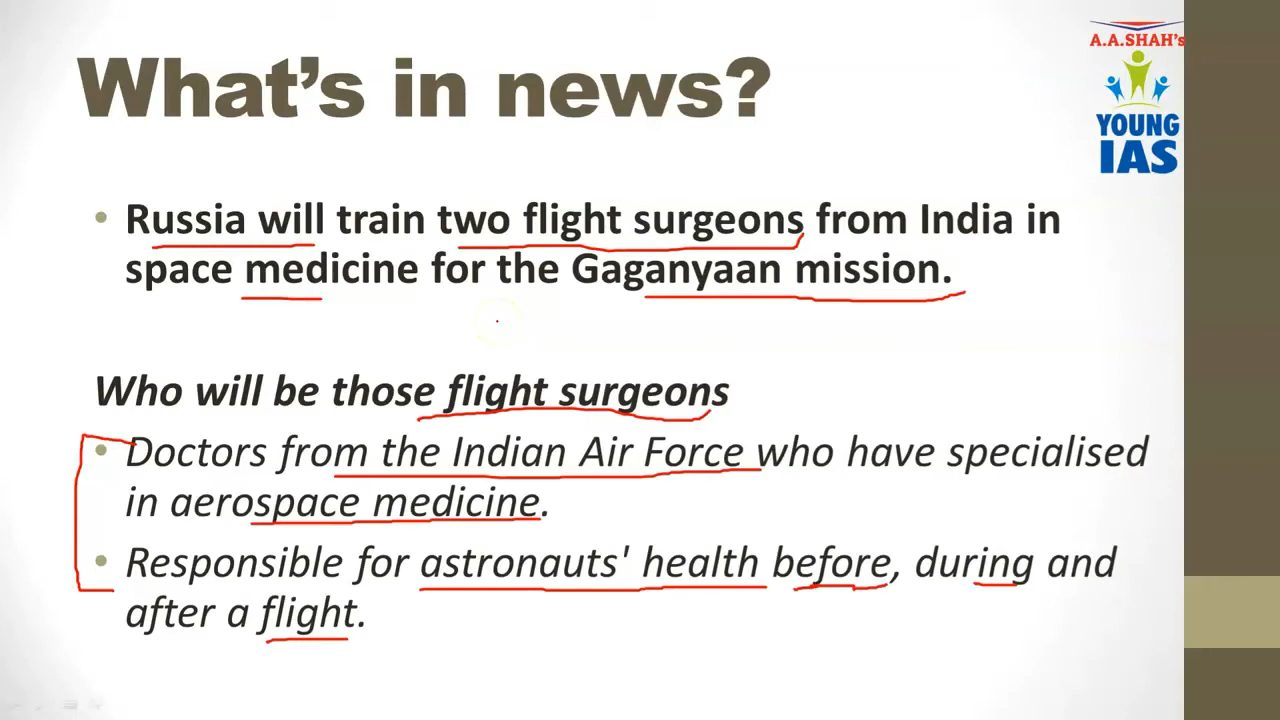 What's in news?
A.A.SHAH's
YOUNG
IAS
• Russia will train two flight surgeons from India in
space medicine for the Gaganyaan mission.
Who will be those flight surgeons
• Doctors from the Indian Air Force who have specialised
in aerospace medicine.
• Responsible for astronauts' health before, during and
after a flight.